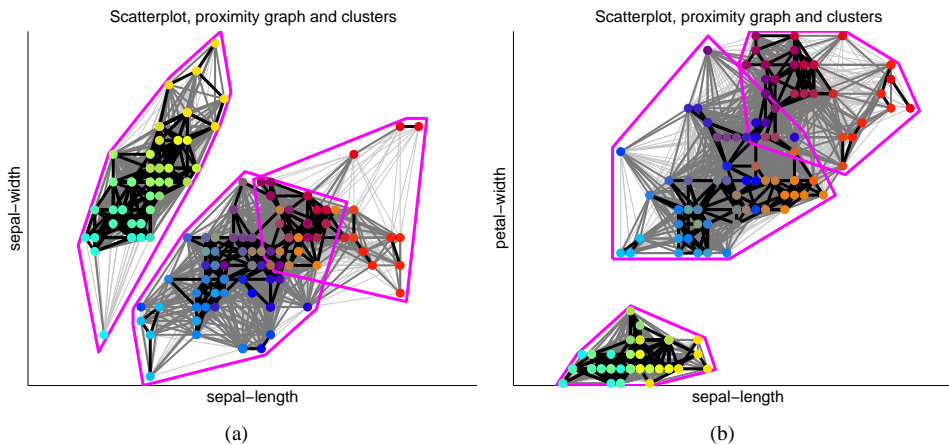 Scatterplot, proximity graph and clusters
sepal−width
sepal−length
(a)
Scatterplot, proximity graph and clusters
petal−width
sepal−length
(b)